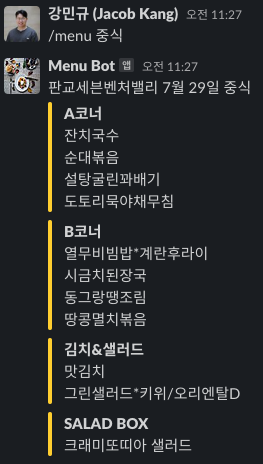 강민규 (Jacob Kang) 오전 11:27
/menu 중식
Menu Bot 앱 오전 11:27
판교세븐벤처밸리 7월 29일 중식
A코너
잔치국수
순대볶음
설탕굴린꽈배기
도토리묵야채무침
B코너
열무비빔밥*계란후라이
시금치된장국
동그랑땡조림
땅콩멸치볶음
김치&샐러드
맛김치
그린샐러드*키위/오리엔탈D
SALAD BOX
크래미또띠아 샐러드